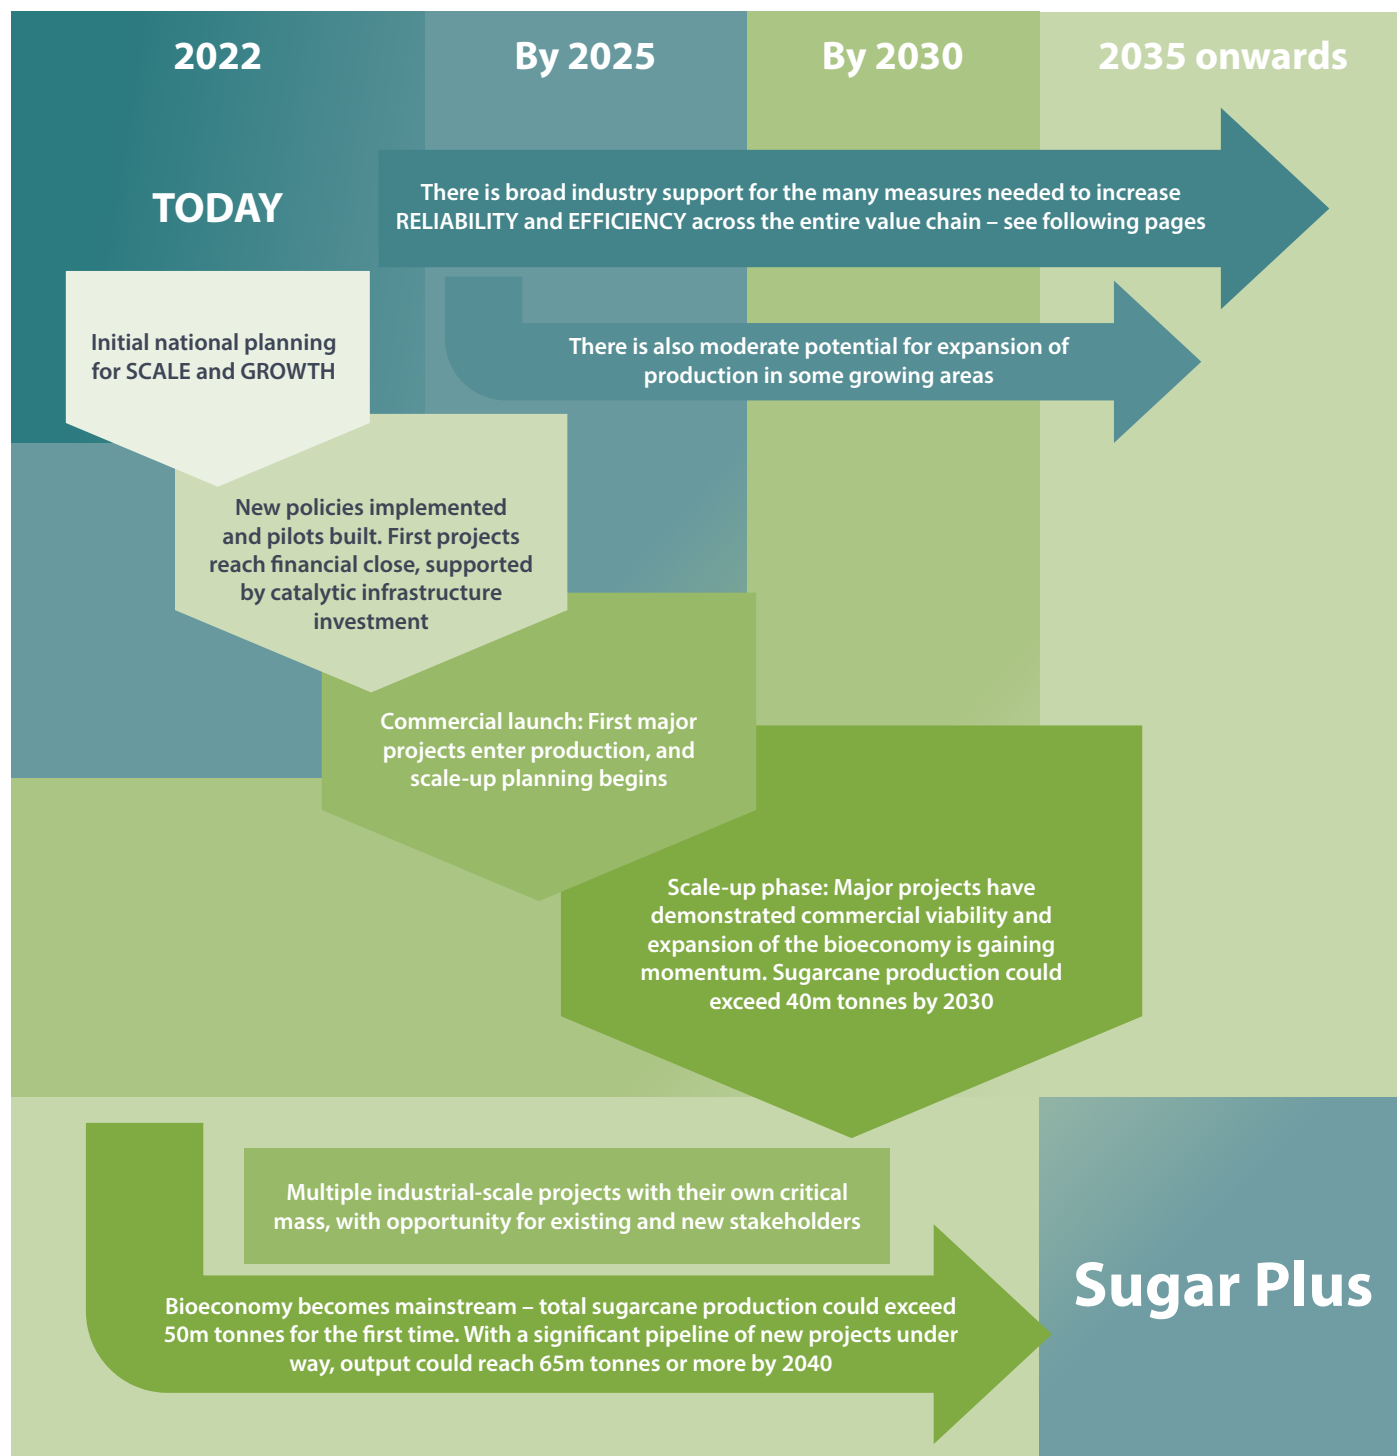 2022
By 2025
By 2030
2035 onwards
TODAY
There is broad industry support for the many measures needed to increase
RELIABILITY and EFFICIENCY across the entire value chain – see following pages
Initial national planning
for SCALE and GROWTH
There is also moderate potential for expansion of
production in some growing areas
New policies implemented
and pilots built. First projects
reach financial close, supported
by catalytic infrastructure
investment
Commercial launch: First major
projects enter production, and
scale-up planning begins
Scale-up phase: Major projects have
demonstrated commercial viability and
expansion of the bioeconomy is gaining
momentum. Sugarcane production could
exceed 40m tonnes by 2030
Multiple industrial-scale projects with their own critical
mass, with opportunity for existing and new stakeholders
Bioeconomy becomes mainstream – total sugarcane production could exceed
50m tonnes for the first time. With a significant pipeline of new projects under
way, output could reach 65m tonnes or more by 2040
Sugar Plus